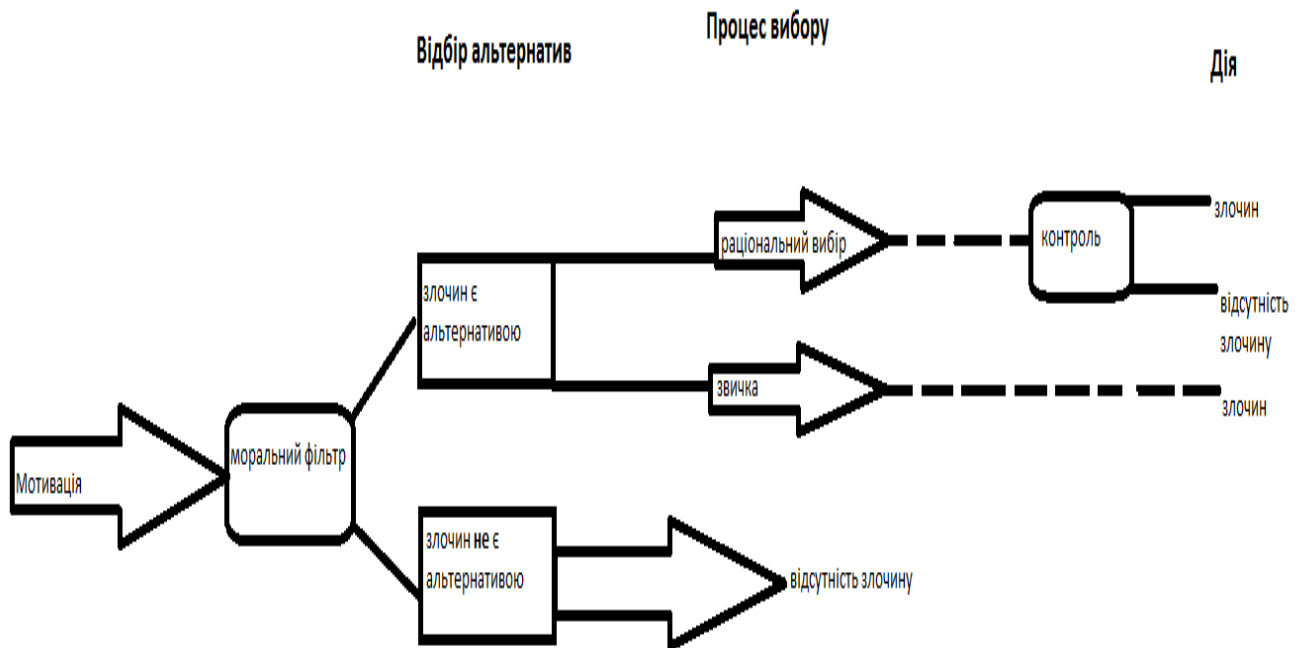 Відбір альтернатив
Процес вибору
Дія
раціональний вибір
контроль
злочин
відсутність
злочину
злочин є
альтернативою
звичка
злочин
Мотивація
моральний фільтр
злочин не є
альтернативою
відсутність злочину